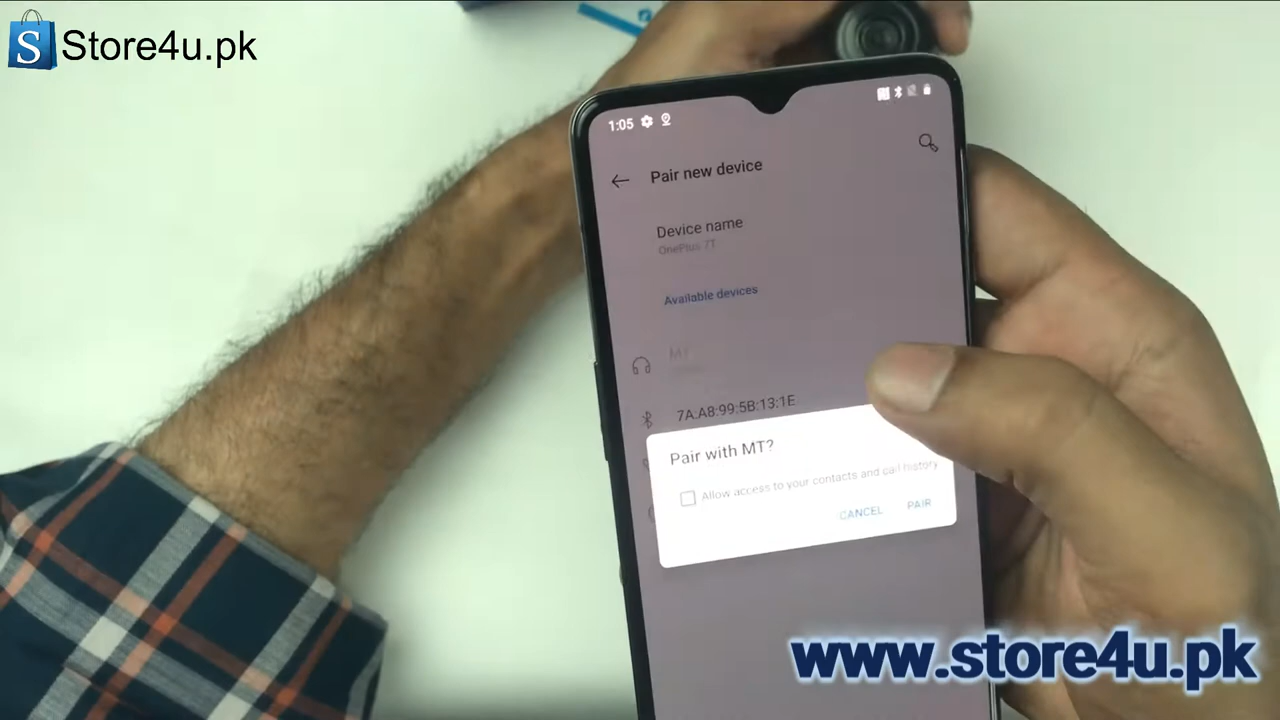 S Store4u.pk
1:05
Pair new device
Device name
OnePlus 7T
Available devices
MT
7A:A8:99:5B:13:1E
Pair with MT?
Allow access to your contacts and call history
CANCEL PAIR
www.store4u.pk